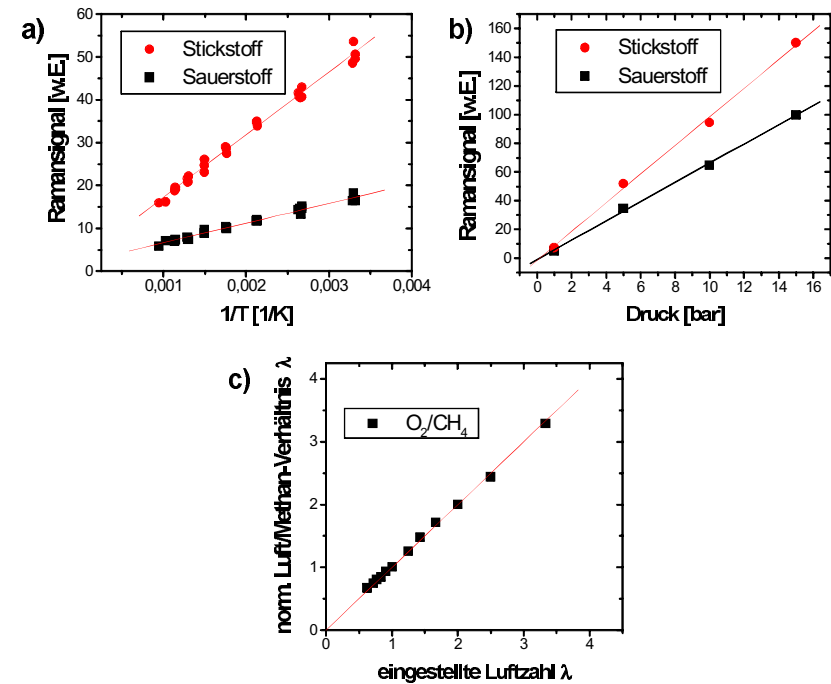 a)
Ramansignal [w.E.]
60
50
40
30
20
10
0
Stickstoff
Sauerstoff
0,001
0,002
0,003
0,004
1/T [1/K]
b)
Ramansignal [w.E.]
160
140
120
100
80
60
40
20
0
Stickstoff
Sauerstoff
0
2
4
6
8
10
12
14
16
Druck [bar]
c)
norm. Luft/Methan-Verhältnis λ
4
3
2
1
0
O₂/CH₄
0
1
2
3
4
eingestellte Luftzahl λ